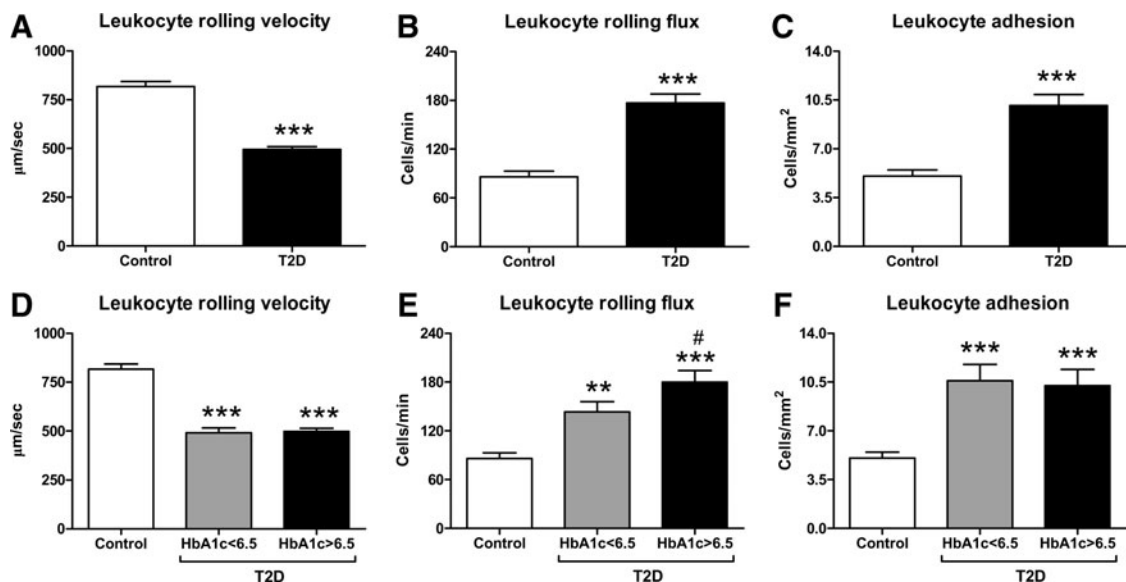 A
Leukocyte rolling velocity
1000
750
500
250
0
µm/sec
***
Control
T2D
B
Leukocyte rolling flux
240
180
120
60
0
Cells/min
***
Control
T2D
C
Leukocyte adhesion
14.0
10.5
7.0
3.5
0.0
Cells/mm²
***
Control
T2D
D
Leukocyte rolling velocity
1000
750
500
250
0
µm/sec
***
***
Control
HbA1c<6.5
HbA1c>6.5
T2D
E
Leukocyte rolling flux
240
180
120
60
0
Cells/min
**
#
***
Control
HbA1c<6.5
HbA1c>6.5
T2D
F
Leukocyte adhesion
14.0
10.5
7.0
3.5
0.0
Cells/mm²
***
***
Control
HbA1c<6.5
HbA1c>6.5
T2D